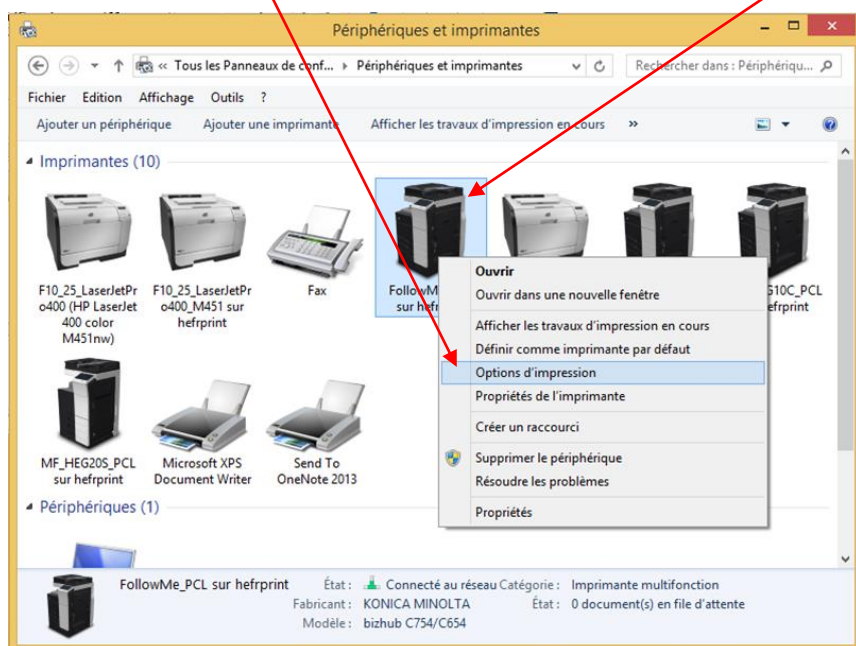 Périphériques et imprimantes
« Tous les Panneaux de conf... Périphériques et imprimantes
Rechercher dans : Périphériqu...
Fichier Edition Affichage Outils ?
Ajouter un périphérique Ajouter une imprimante Afficher les travaux d'impression en cours »
Imprimantes (10)
F10_25_LaserJetPr
o400 (HP LaserJet
400 color
M451nw)
F10_25_LaserJetPr
o400_M451 sur
hefrprint
Fax
FollowM
sur hefr
G10C_PCL
efrprint
Ouvrir
Ouvrir dans une nouvelle fenêtre
Afficher les travaux d'impression en cours
Définir comme imprimante par défaut
Options d'impression
Propriétés de l'imprimante
Créer un raccourci
Supprimer le périphérique
Résoudre les problèmes
Propriétés
MF_HEG20S_PCL
sur hefrprint
Microsoft XPS
Document Writer
Send To
OneNote 2013
Périphériques (1)
FollowMe_PCL sur hefrprint État : Connecté au réseau Catégorie : Imprimante multifonction
Fabricant : KONICA MINOLTA État : 0 document(s) en file d'attente
Modèle : bizhub C754/C654